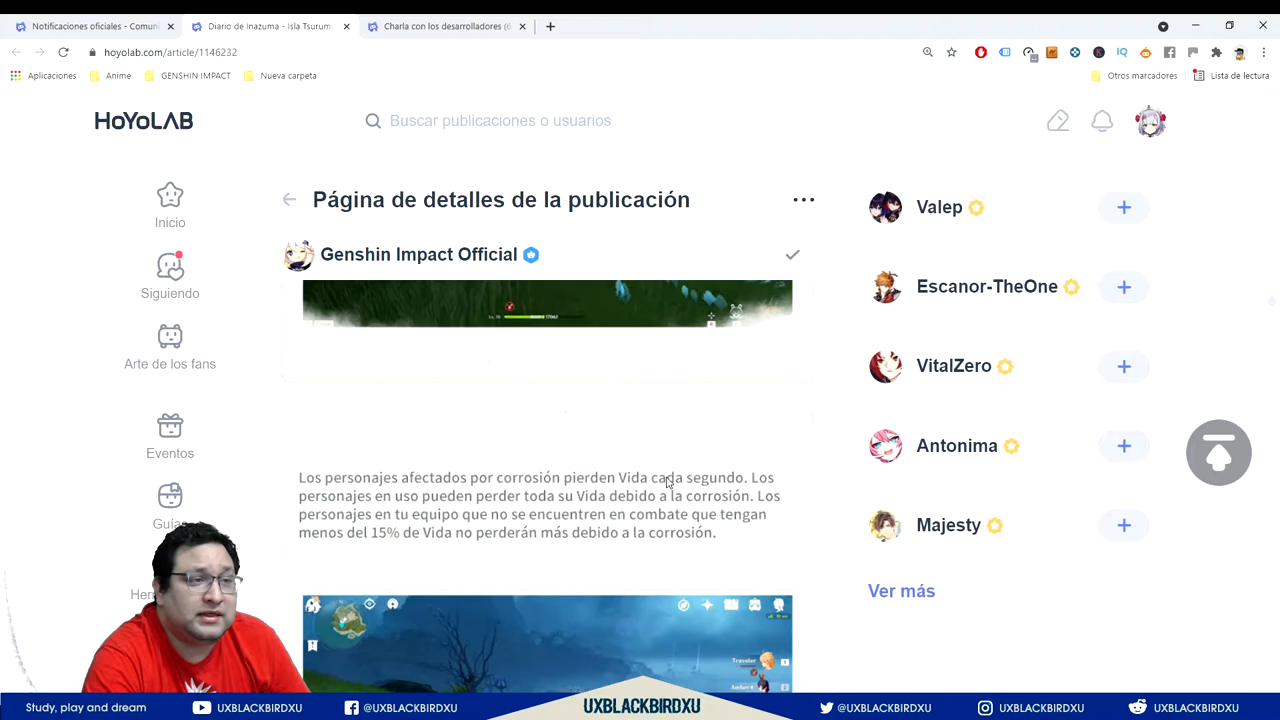 Notificaciones oficiales - Comuni
Diario de Inazuma - Isla Tsurum
Charla con los desarrolladores (6
hoyolab.com/article/1146232
Aplicaciones
Anime
GENSHIN IMPACT
Nueva carpeta
Otros marcadores
Lista de lectura
HoYoLAB
Buscar publicaciones o usuarios
Inicio
Siguiendo
Arte de los fans
Eventos
Guías
Página de detalles de la publicación
Genshin Impact Official
Los personajes afectados por corrosión pierden Vida cada segundo. Los
personajes en uso pueden perder toda su Vida debido a la corrosión. Los
personajes en tu equipo que no se encuentren en combate que tengan
menos del 15% de Vida no perderán más debido a la corrosión.
Traveler
Amber
Valep
Escanor-TheOne
VitalZero
Antonima
Majesty
Ver más
Study, play and dream
UXBLACKBIRDXU
@UXBLACKBIRDXU
UXBLACKBIRDXU
@UXBLACKBIRDXU
UXBLACKBIRDXU
UXBLACKBIRDXU